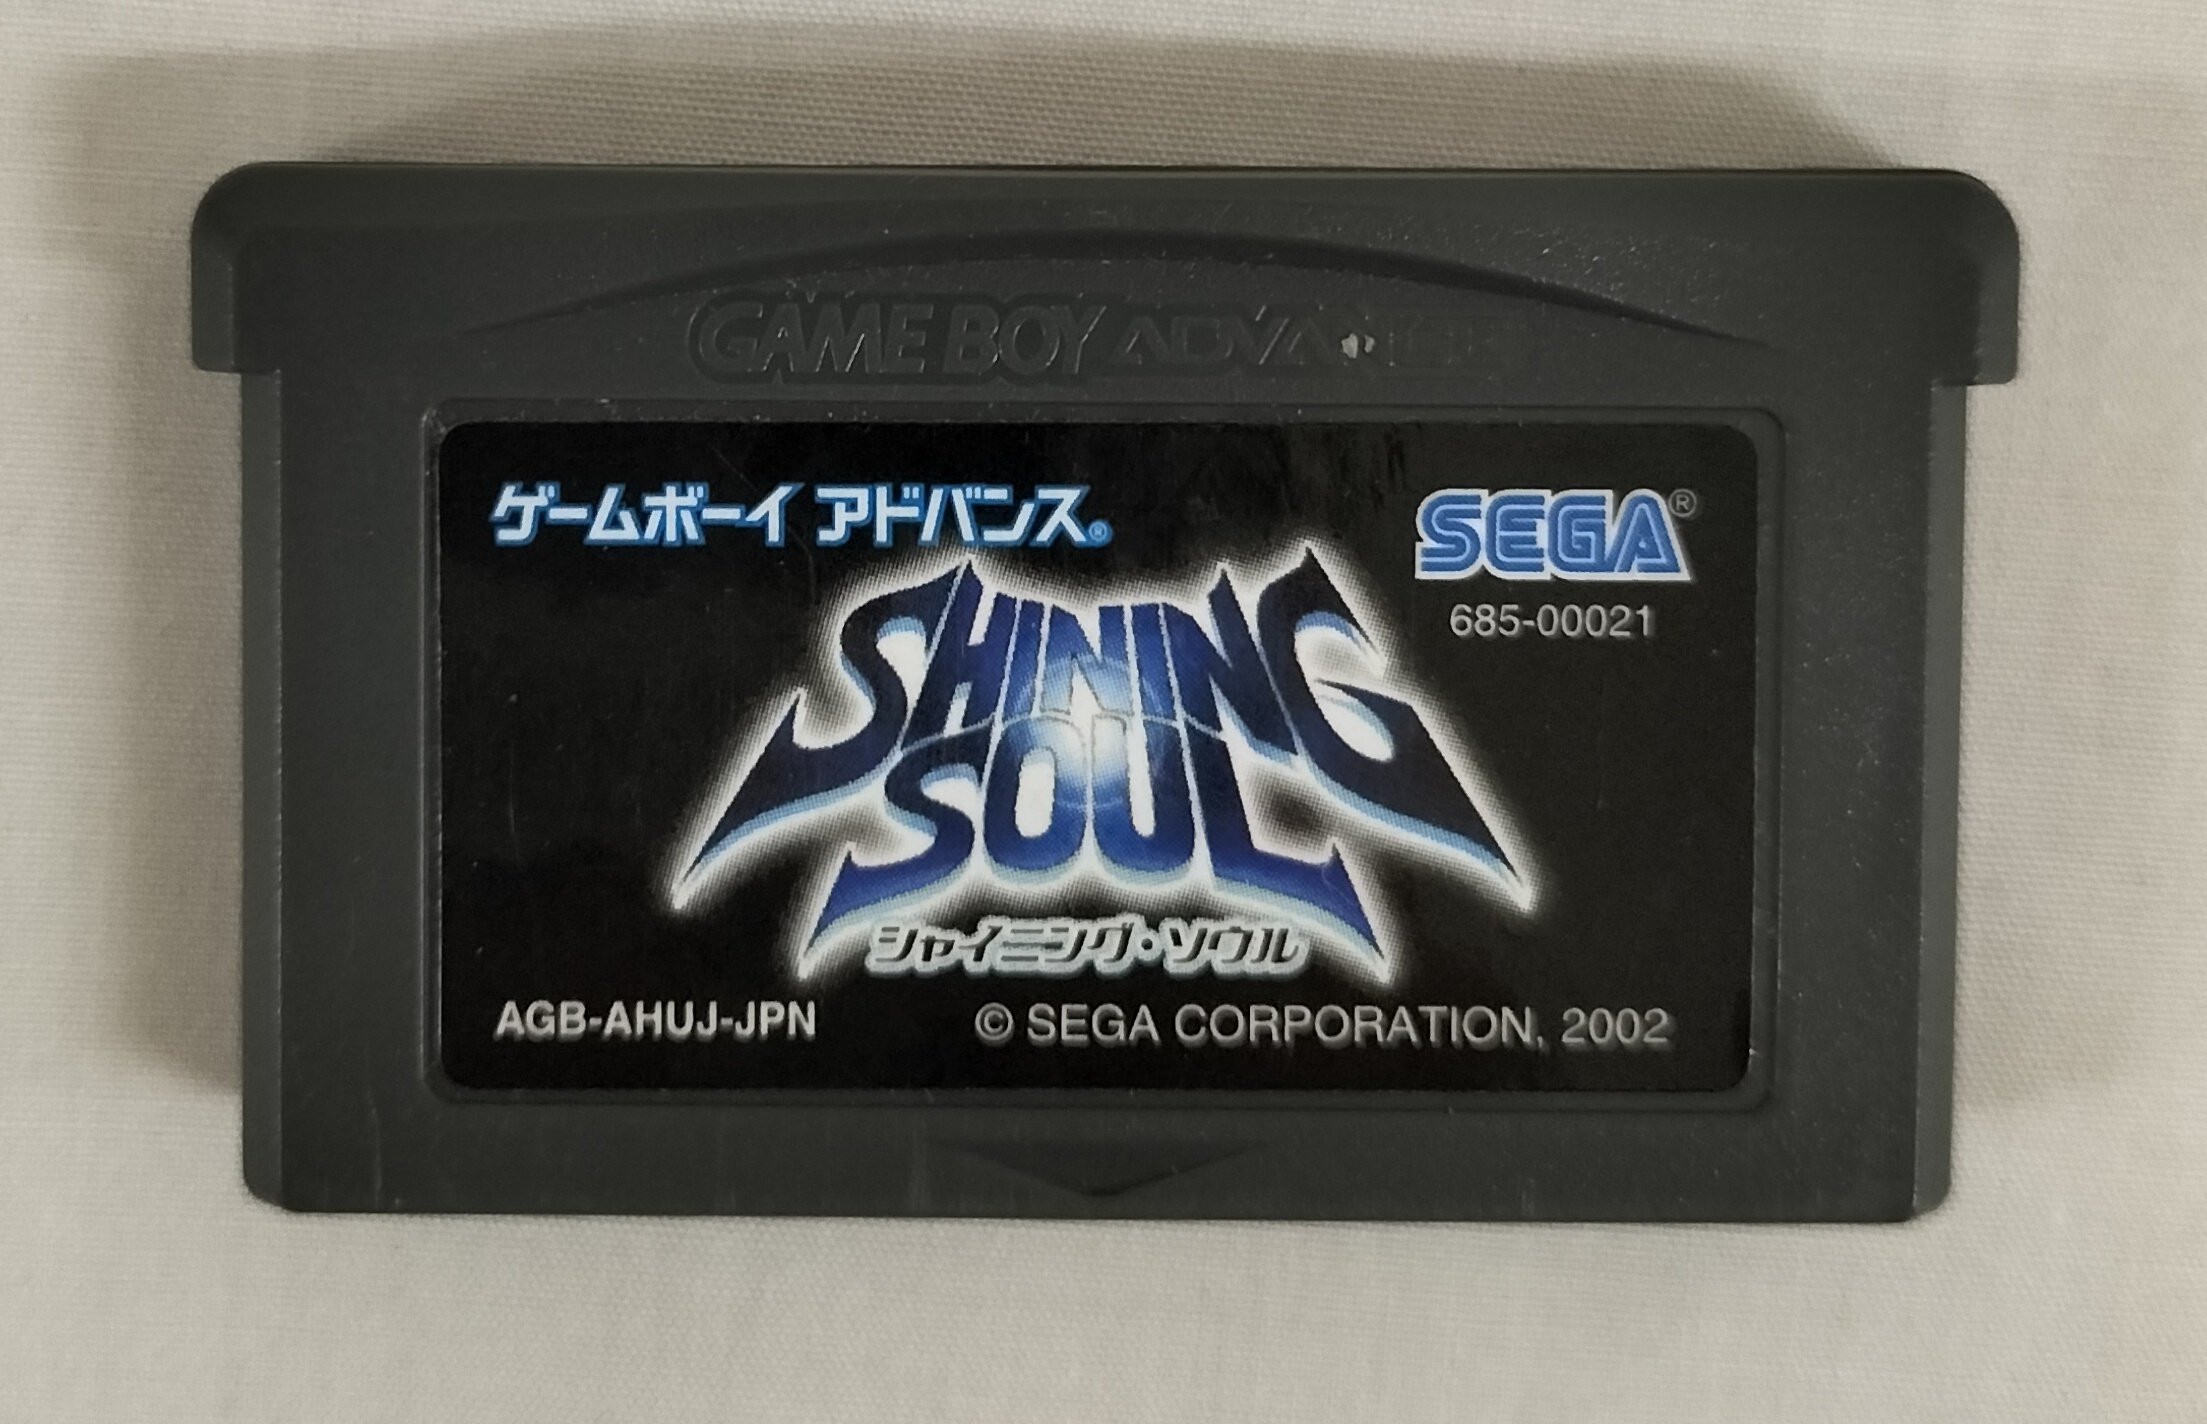 GAME BOY ADVANCE
ゲームボーイ アドバンス®
SEGA®
685-00021
SHINING
SOUL
シャイニング・ソウル
AGB-AHUJ-JPN
© SEGA CORPORATION, 2002